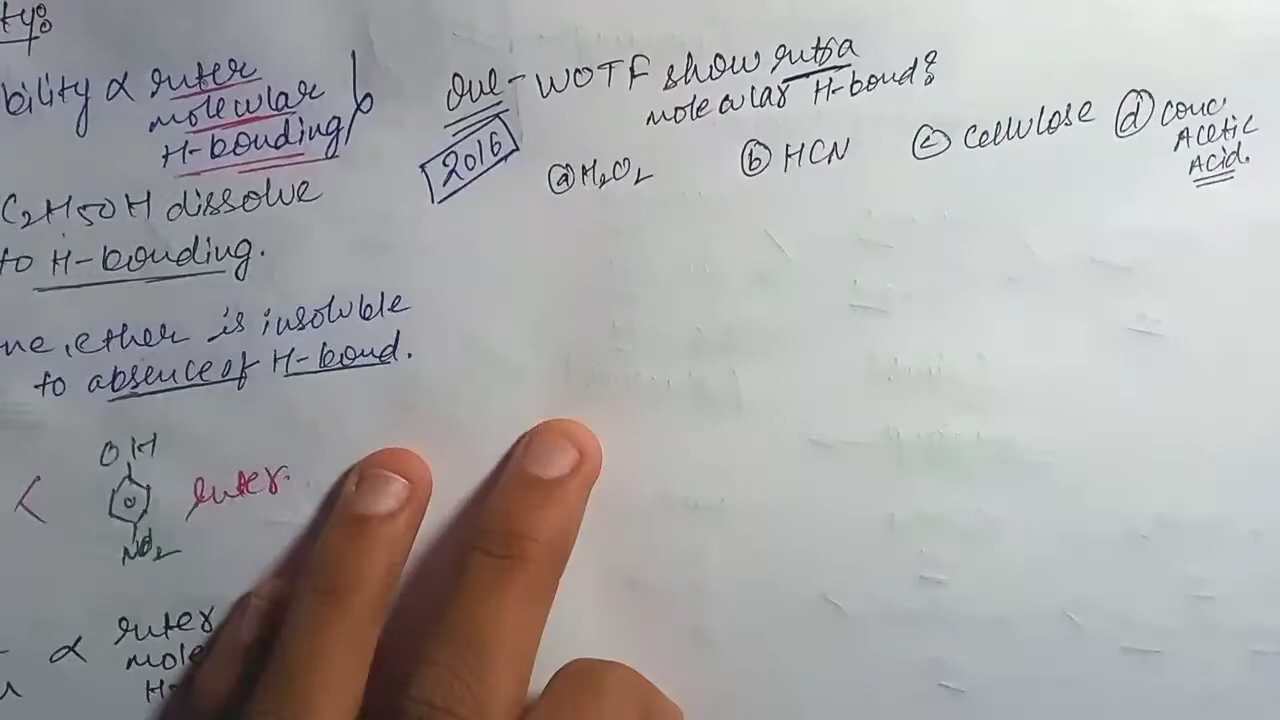 ty:
bility ∝ Inter
molecular
H-bonding
C2H5OH dissolve
to H-bonding.
ne, ether is insoluble
to absence of H-bond.
OH
< Inter.
NO2
∝ Inter
mole
H-
Que- WOTF show Intra
molecular H-bond?
2016
(a) H2O2 (b) HCN (c) Cellulose (d) Conc
Acetic
Acid.